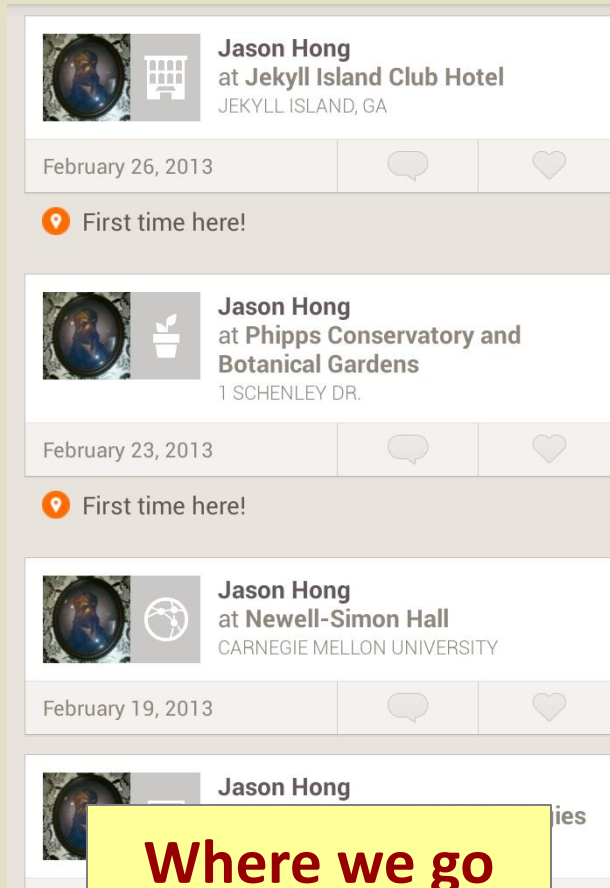 Jason Hong
at Jekyll Island Club Hotel
JEKYLL ISLAND, GA
February 26, 2013
First time here!
Jason Hong
at Phipps Conservatory and
Botanical Gardens
1 SCHENLEY DR.
February 23, 2013
First time here!
Jason Hong
at Newell-Simon Hall
CARNEGIE MELLON UNIVERSITY
February 19, 2013
Jason Hong
Where we go